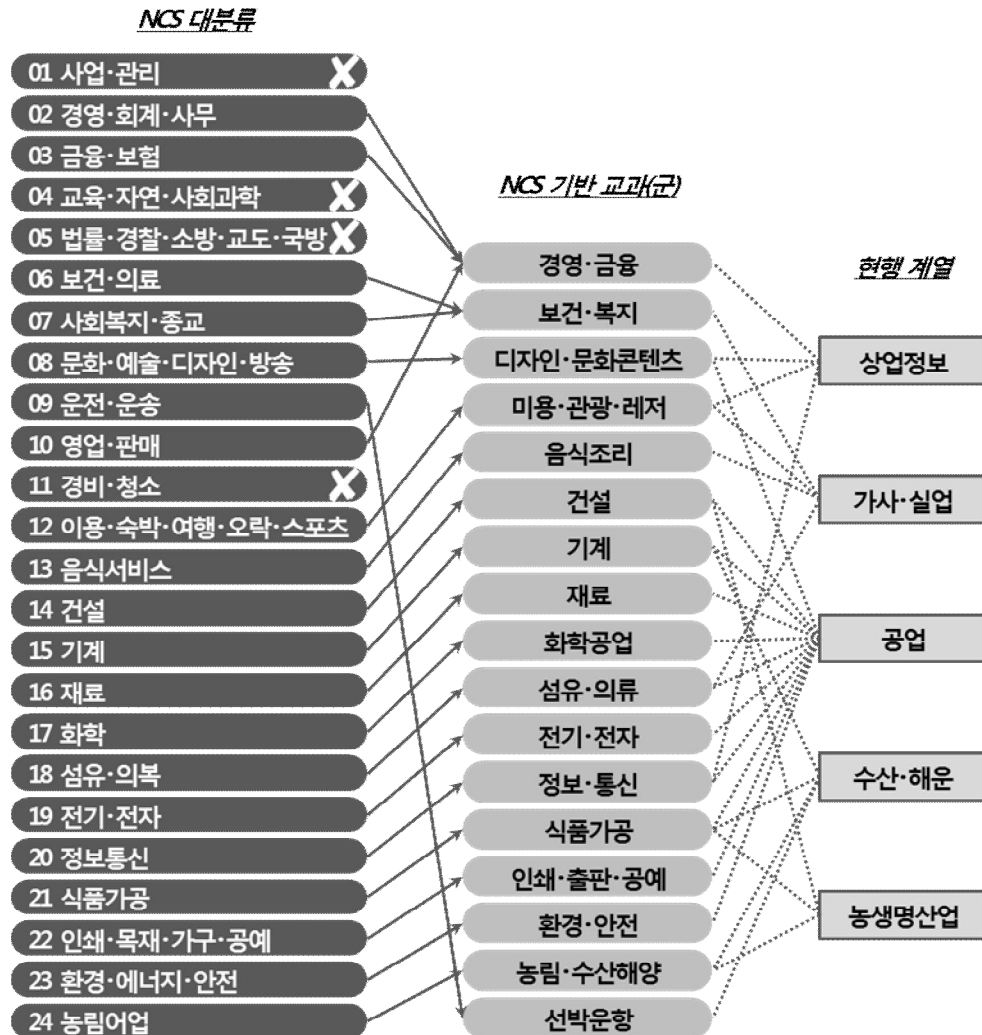 NCS 대분류
01 사업·관리
02 경영·회계·사무
03 금융·보험
04 교육·자연·사회과학
05 법률·경찰·소방·교도·국방
06 보건·의료
07 사회복지·종교
08 문화·예술·디자인·방송
09 운전·운송
10 영업·판매
11 경비·청소
12 이용·숙박·여행·오락·스포츠
13 음식서비스
14 건설
15 기계
16 재료
17 화학
18 섬유·의복
19 전기·전자
20 정보통신
21 식품가공
22 인쇄·목재·가구·공예
23 환경·에너지·안전
24 농림어업
NCS 기반 교과(군)
경영·금융
보건·복지
디자인·문화콘텐츠
미용·관광·레저
음식조리
건설
기계
재료
화학공업
섬유·의류
전기·전자
정보·통신
식품가공
인쇄·출판·공예
환경·안전
농림·수산해양
선박운항
현행 계열
상업정보
가사·실업
공업
수산·해운
농생명산업